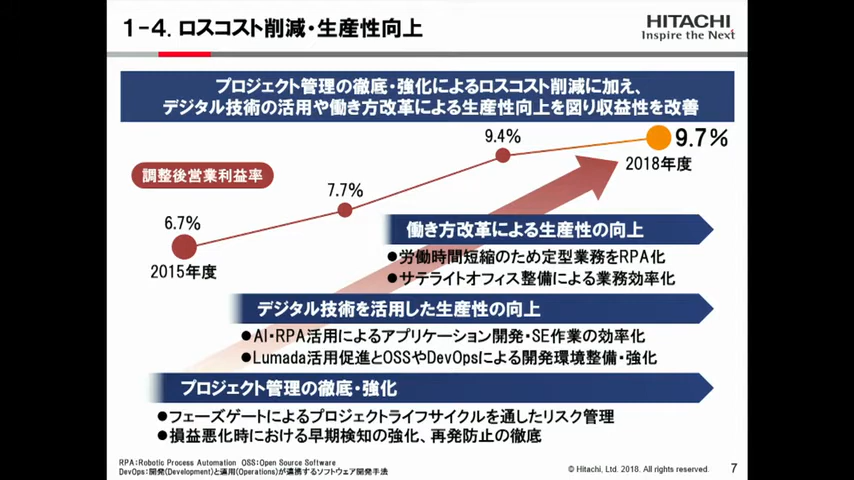 1-4. ロスコスト削減・生産性向上
HITACHI
Inspire the Next
プロジェクト管理の徹底・強化によるロスコスト削減に加え、
デジタル技術の活用や働き方改革による生産性向上を図り収益性を改善
調整後営業利益率
6.7%
2015年度
7.7%
9.4%
9.7%
2018年度
働き方改革による生産性の向上
●労働時間短縮のため定型業務をRPA化
●サテライトオフィス整備による業務効率化
デジタル技術を活用した生産性の向上
●AI・RPA活用によるアプリケーション開発・SE作業の効率化
●Lumada活用促進とOSSやDevOpsによる開発環境整備・強化
プロジェクト管理の徹底・強化
●フェーズゲートによるプロジェクトライフサイクルを通したリスク管理
●損益悪化時における早期検知の強化、再発防止の徹底
RPA:Robotic Process Automation OSS:Open Source Software
DevOps:開発(Development)と運用(Operations)が連携するソフトウェア開発手法
© Hitachi, Ltd. 2018. All rights reserved.
7